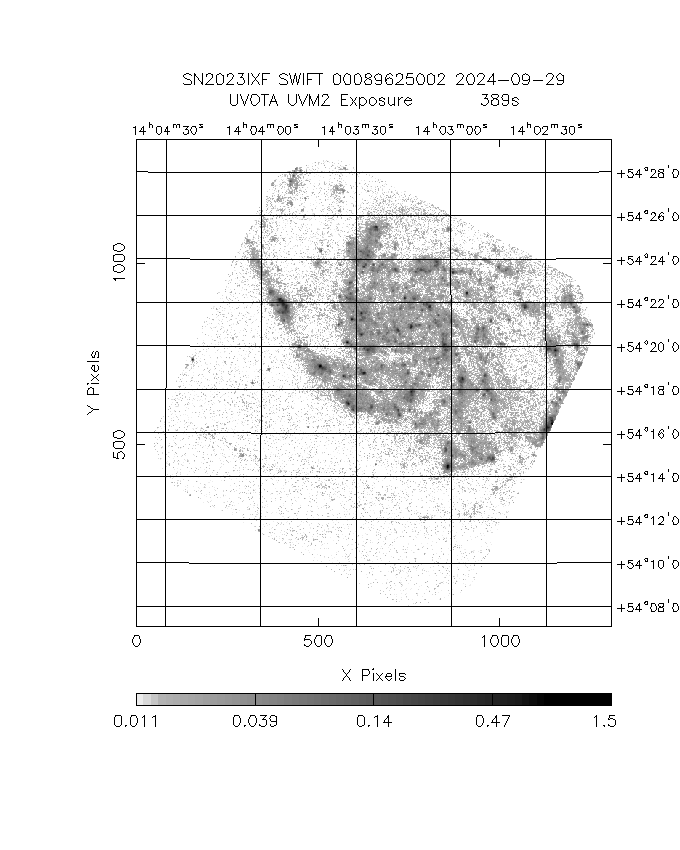 SN2023IXF SWIFT 00089625002 2024-09-29
UVOTA UVM2 Exposure 389s
14ʰ04ᵐ30ˢ 14ʰ04ᵐ00ˢ 14ʰ03ᵐ30ˢ 14ʰ03ᵐ00ˢ 14ʰ02ᵐ30ˢ
+54°28'0
+54°26'0
+54°24'0
+54°22'0
+54°20'0
+54°18'0
+54°16'0
+54°14'0
+54°12'0
+54°10'0
+54°08'0
1000
500
Y Pixels
0 500 1000
X Pixels
0.011 0.039 0.14 0.47 1.5